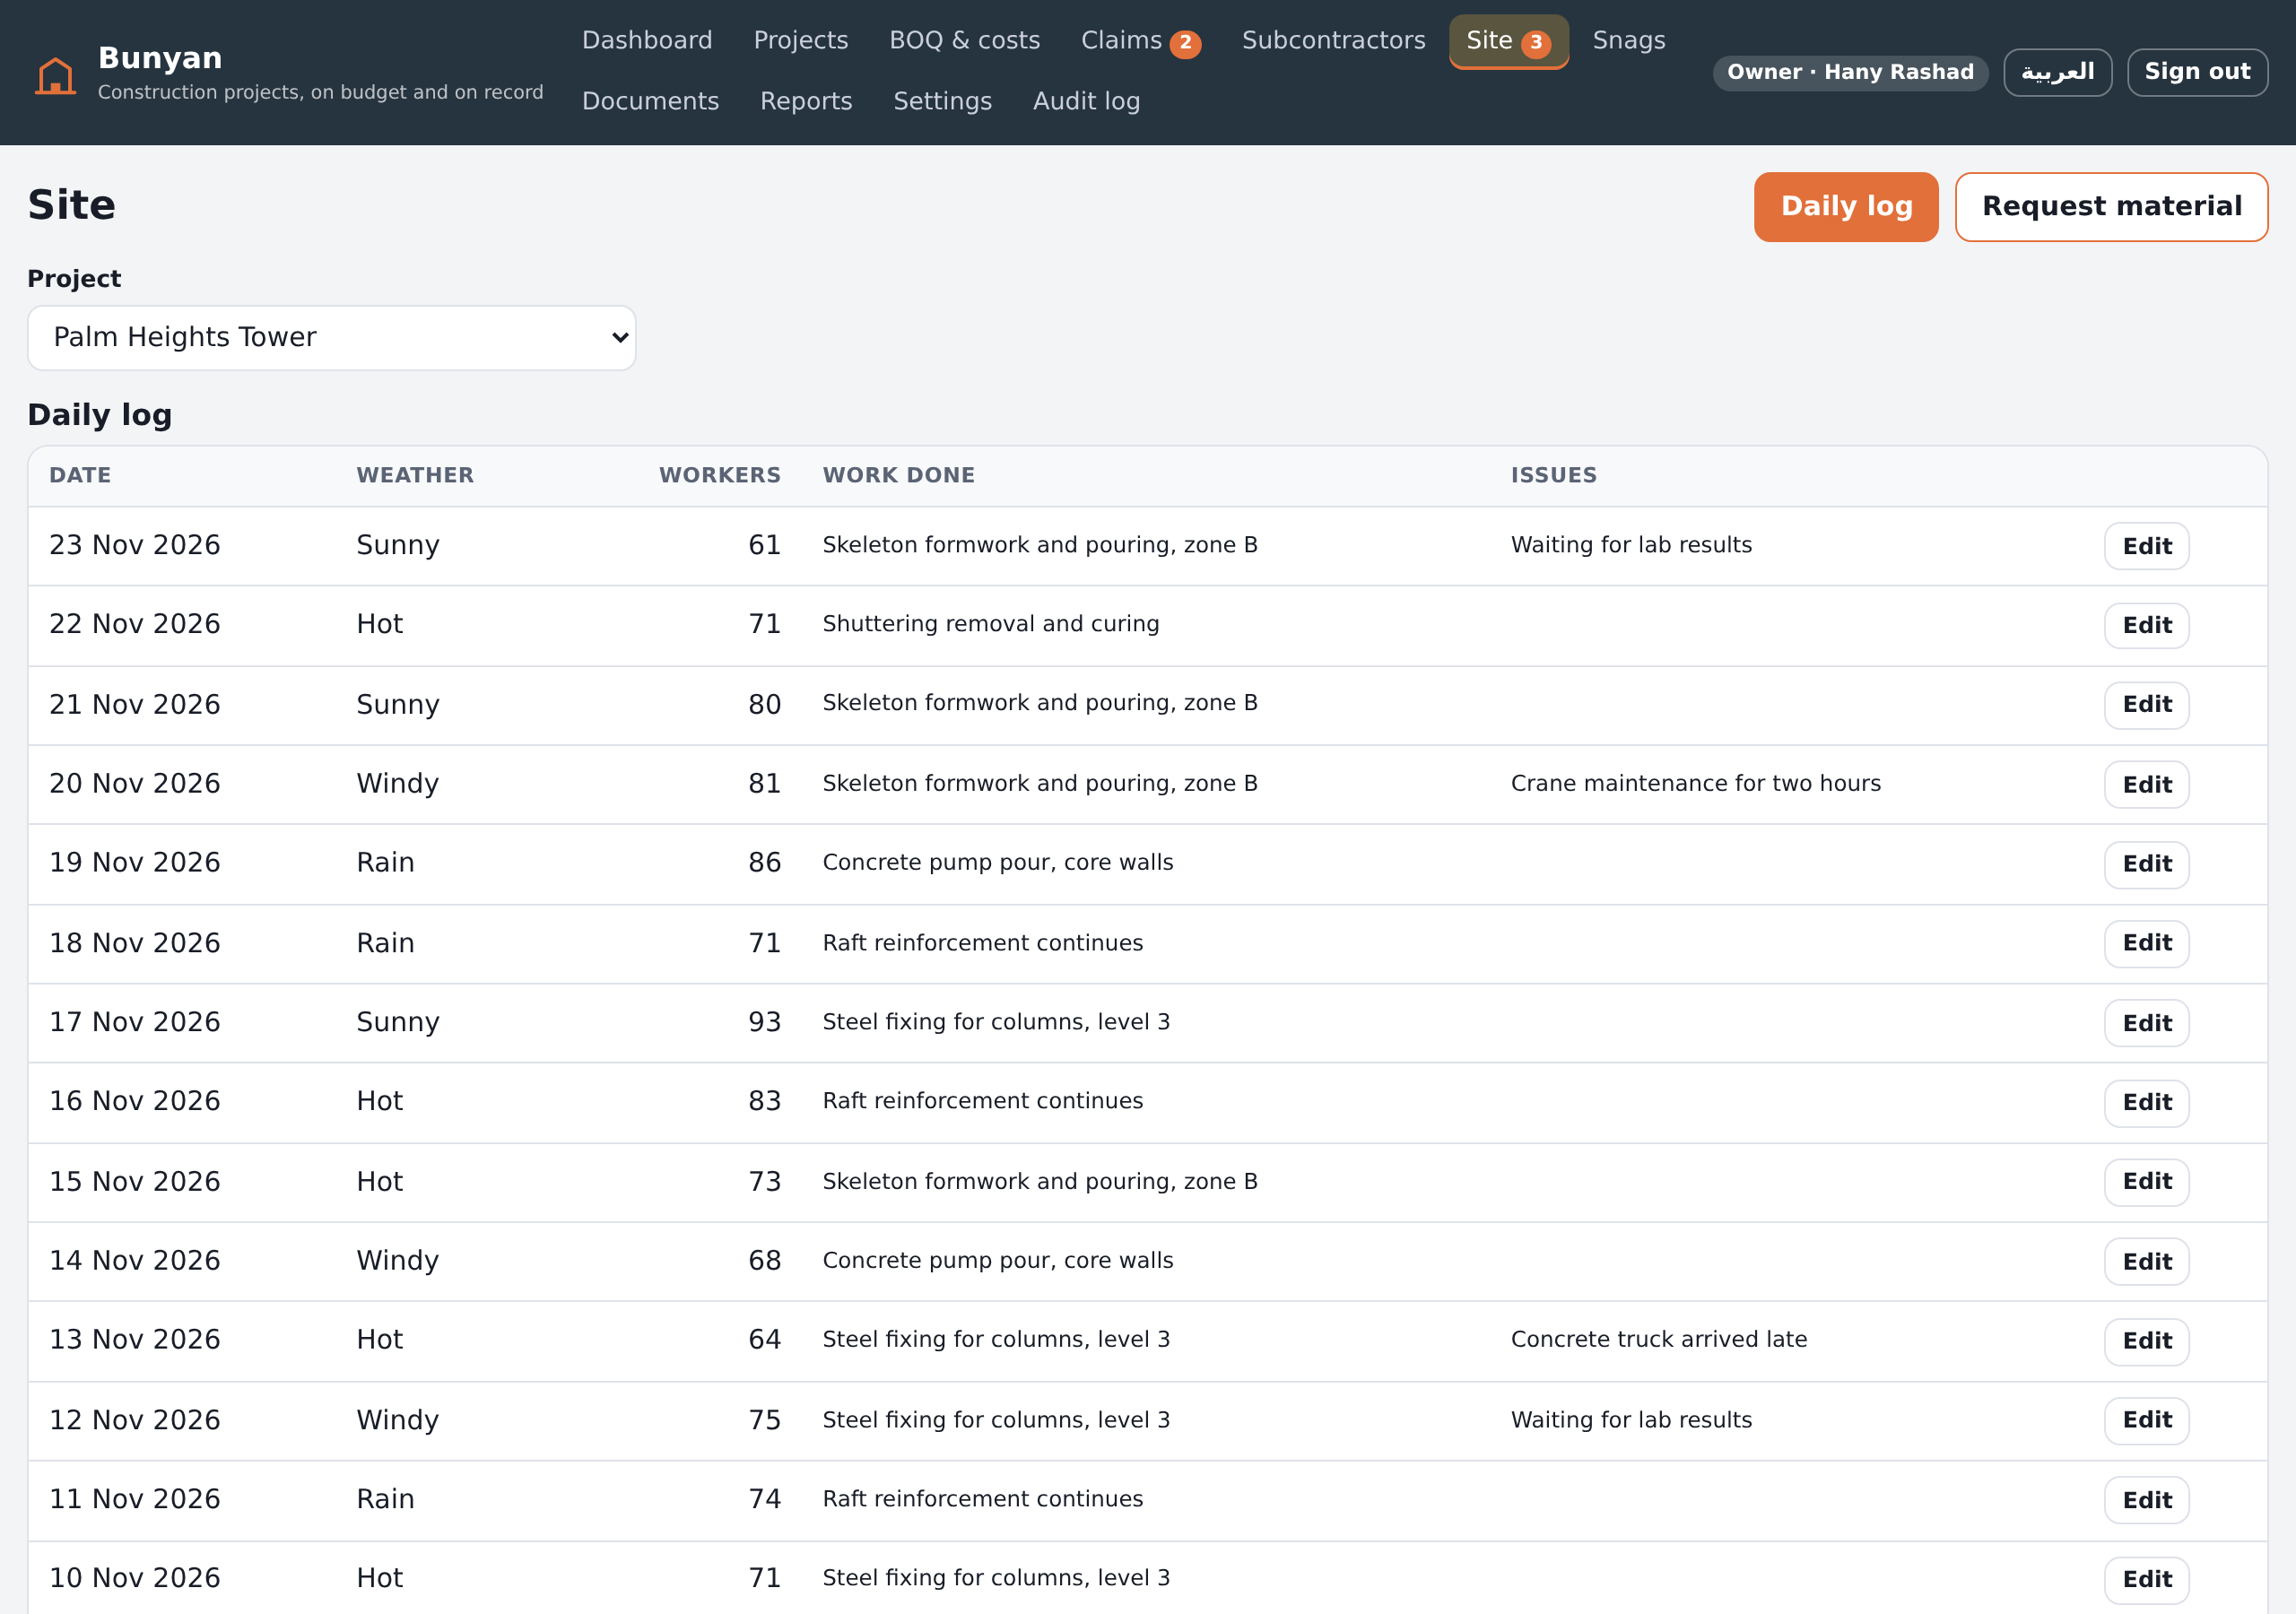 Bunyan
Construction projects, on budget and on record
Dashboard Projects BOQ & costs Claims 2 Subcontractors Site 3 Snags
Documents Reports Settings Audit log
Owner · Hany Rashad العربية Sign out
Site
Daily log Request material
Project
Palm Heights Tower
Daily log
DATE WEATHER WORKERS WORK DONE ISSUES
23 Nov 2026 Sunny 61 Skeleton formwork and pouring, zone B Waiting for lab results Edit
22 Nov 2026 Hot 71 Shuttering removal and curing Edit
21 Nov 2026 Sunny 80 Skeleton formwork and pouring, zone B Edit
20 Nov 2026 Windy 81 Skeleton formwork and pouring, zone B Crane maintenance for two hours Edit
19 Nov 2026 Rain 86 Concrete pump pour, core walls Edit
18 Nov 2026 Rain 71 Raft reinforcement continues Edit
17 Nov 2026 Sunny 93 Steel fixing for columns, level 3 Edit
16 Nov 2026 Hot 83 Raft reinforcement continues Edit
15 Nov 2026 Hot 73 Skeleton formwork and pouring, zone B Edit
14 Nov 2026 Windy 68 Concrete pump pour, core walls Edit
13 Nov 2026 Hot 64 Steel fixing for columns, level 3 Concrete truck arrived late Edit
12 Nov 2026 Windy 75 Steel fixing for columns, level 3 Waiting for lab results Edit
11 Nov 2026 Rain 74 Raft reinforcement continues Edit
10 Nov 2026 Hot 71 Steel fixing for columns, level 3 Edit